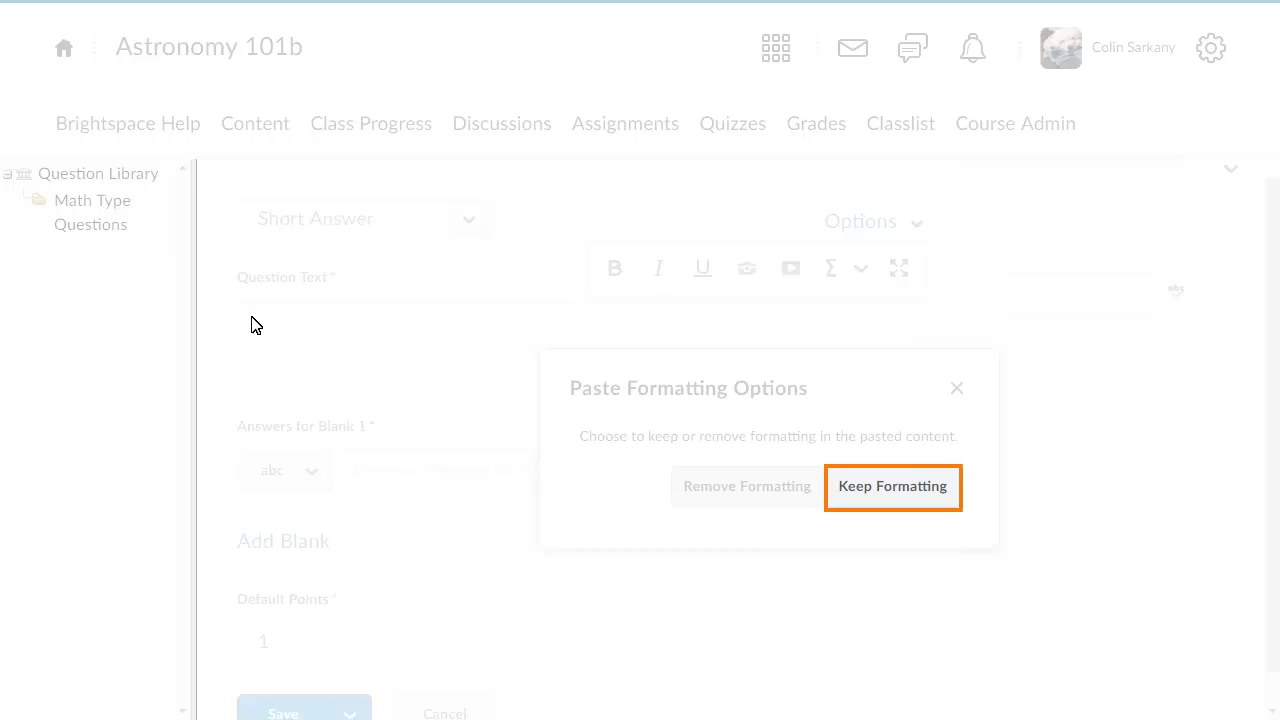 Astronomy 101b
Colin Sarkany
Brightspace Help Content Class Progress Discussions Assignments Quizzes Grades Classlist Course Admin
Question Library
Math Type
Questions
Short Answer
Options
Question Text *
B I U Σ
abc
Paste Formatting Options
Choose to keep or remove formatting in the pasted content.
Remove Formatting Keep Formatting
Answers for Blank 1 *
abc
Add Blank
Default Points *
1
Save Cancel